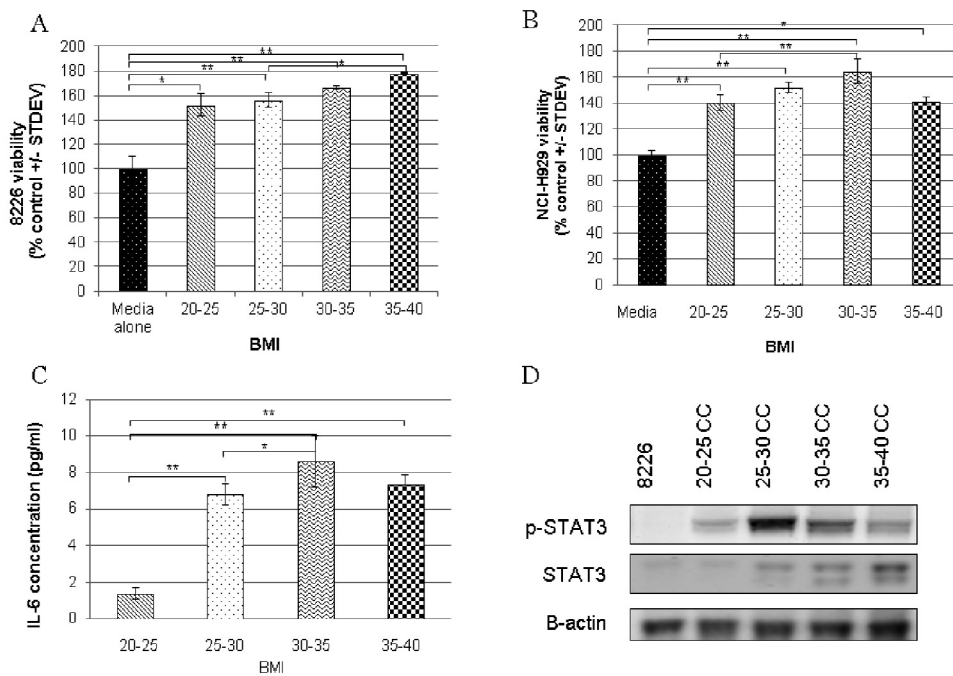 A
8226 viability
(% control +/- STDEV)
200
180
160
140
120
100
80
60
40
20
0
**
**
**
*
*
Media
alone
20-25
25-30
30-35
35-40
BMI
B
NCI-H929 viability
(% control +/- STDEV)
200
180
160
140
120
100
80
60
40
20
0
*
**
**
**
**
Media
20-25
25-30
30-35
35-40
BMI
C
IL-6 concentration (pg/ml)
12
10
8
6
4
2
0
**
**
*
**
20-25
25-30
30-35
35-40
BMI
D
8226
20-25 CC
25-30 CC
30-35 CC
35-40 CC
p-STAT3
STAT3
B-actin